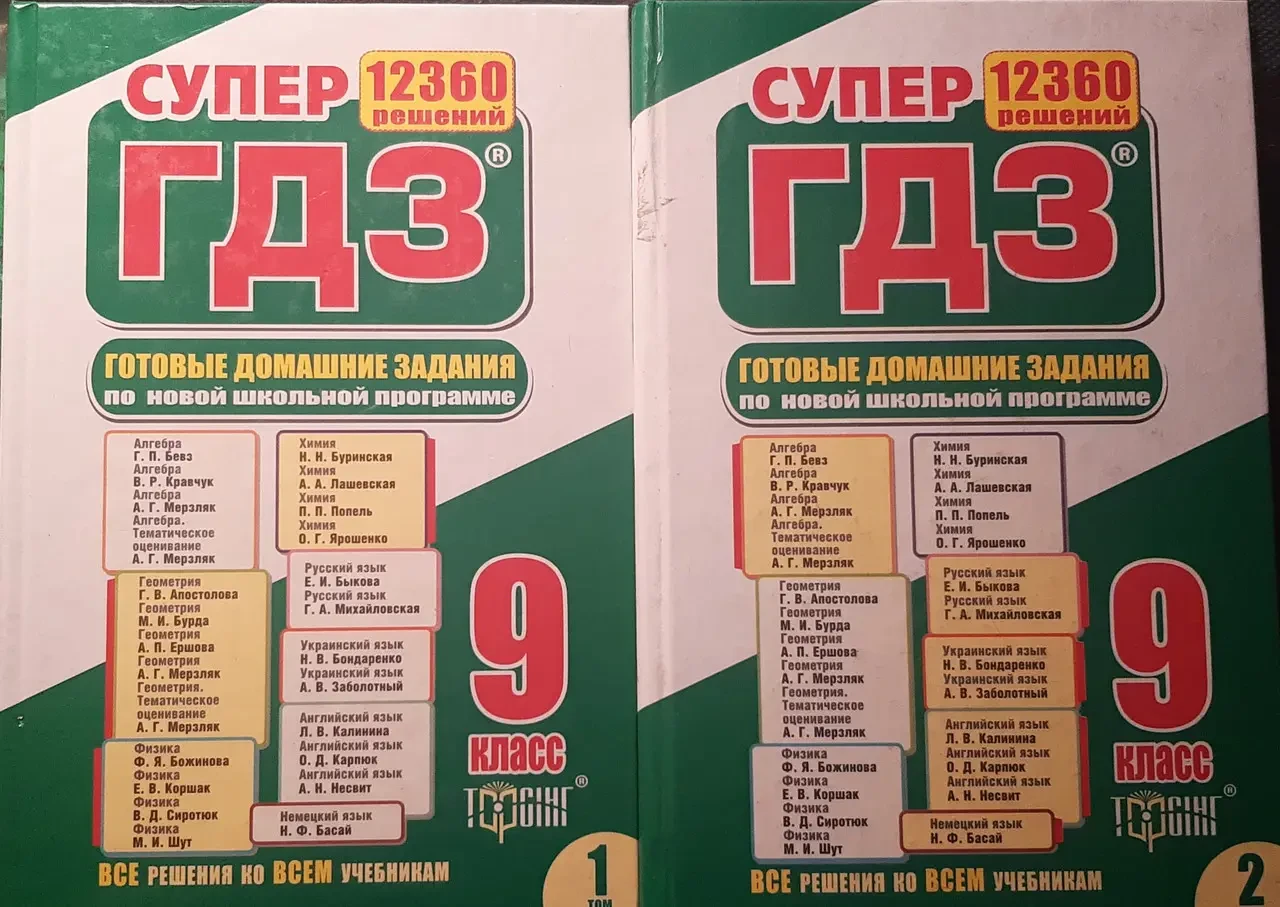 СУПЕР
12360
решений
ГДЗ®
ГОТОВЫЕ ДОМАШНИЕ ЗАДАНИЯ
по новой школьной программе
Алгебра
Г. П. Бевз
Алгебра
В. Р. Кравчук
Алгебра
А. Г. Мерзляк
Алгебра.
Тематическое
оценивание
А. Г. Мерзляк
Геометрия
Г. В. Апостолова
Геометрия
М. И. Бурда
Геометрия
А. П. Ершова
Геометрия
А. Г. Мерзляк
Геометрия.
Тематическое
оценивание
А. Г. Мерзляк
Физика
Ф. Я. Божинова
Физика
Е. В. Коршак
Физика
В. Д. Сиротюк
Физика
М. И. Шут
Химия
Н. Н. Буринская
Химия
А. А. Лашевская
Химия
П. П. Попель
Химия
О. Г. Ярошенко
Русский язык
Е. И. Быкова
Русский язык
Г. А. Михайловская
Украинский язык
Н. В. Бондаренко
Украинский язык
А. В. Заболотный
Английский язык
Л. В. Калинина
Английский язык
О. Д. Карпюк
Английский язык
А. Н. Несвит
Немецкий язык
Н. Ф. Басай
9
класс
ТОРСІНГ®
ВСЕ РЕШЕНИЯ КО ВСЕМ УЧЕБНИКАМ
1
ТОМ
СУПЕР
12360
решений
ГДЗ®
ГОТОВЫЕ ДОМАШНИЕ ЗАДАНИЯ
по новой школьной программе
Алгебра
Г. П. Бевз
Алгебра
В. Р. Кравчук
Алгебра
А. Г. Мерзляк
Алгебра.
Тематическое
оценивание
А. Г. Мерзляк
Геометрия
Г. В. Апостолова
Геометрия
М. И. Бурда
Геометрия
А. П. Ершова
Геометрия
А. Г. Мерзляк
Геометрия.
Тематическое
оценивание
А. Г. Мерзляк
Физика
Ф. Я. Божинова
Физика
Е. В. Коршак
Физика
В. Д. Сиротюк
Физика
М. И. Шут
Химия
Н. Н. Буринская
Химия
А. А. Лашевская
Химия
П. П. Попель
Химия
О. Г. Ярошенко
Русский язык
Е. И. Быкова
Русский язык
Г. А. Михайловская
Украинский язык
Н. В. Бондаренко
Украинский язык
А. В. Заболотный
Английский язык
Л. В. Калинина
Английский язык
О. Д. Карпюк
Английский язык
А. Н. Несвит
Немецкий язык
Н. Ф. Басай
9
класс
ТОРСІНГ®
ВСЕ РЕШЕНИЯ КО ВСЕМ УЧЕБНИКАМ
2